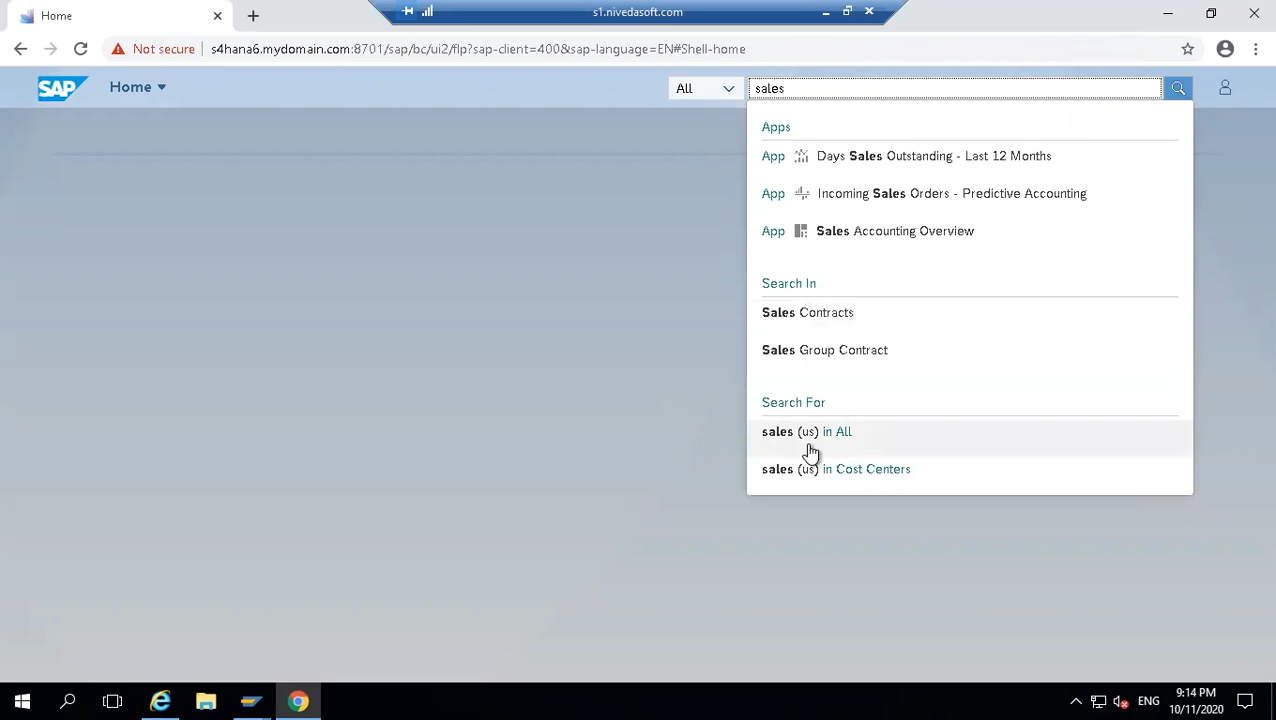 s1.nivedasoft.com
Home
Not secure s4hana6.mydomain.com:8701/sap/bc/ui2/flp?sap-client=400&sap-language=EN#Shell-home
SAP Home All sales
Apps
App Days Sales Outstanding - Last 12 Months
App Incoming Sales Orders - Predictive Accounting
App Sales Accounting Overview
Search In
Sales Contracts
Sales Group Contract
Search For
sales (us) in All
sales (us) in Cost Centers
ENG
9:14 PM
10/11/2020